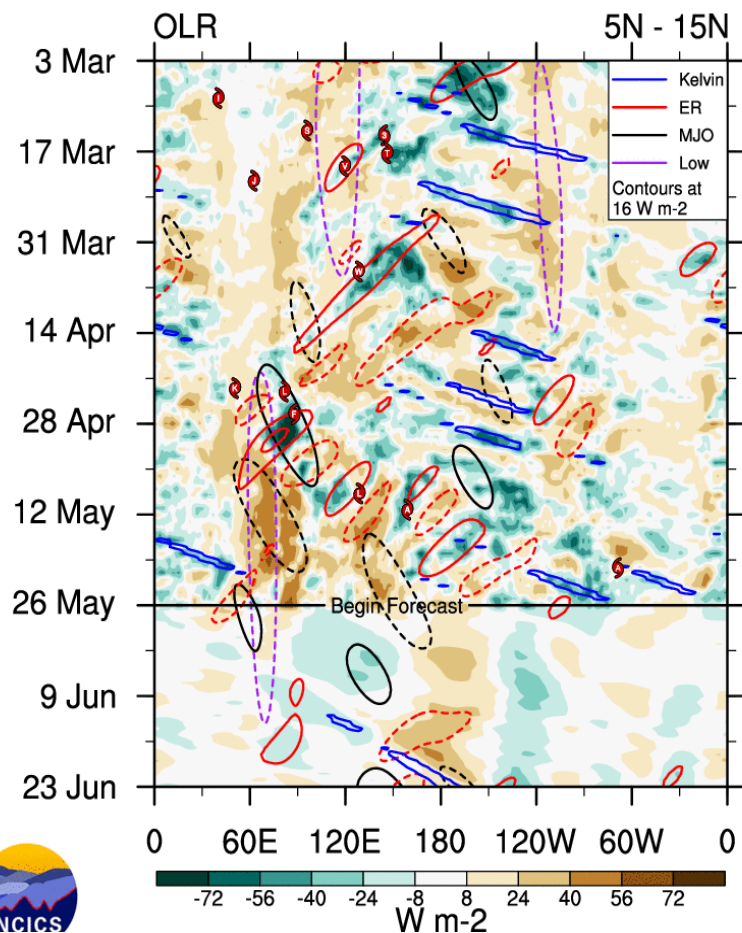 OLR 5N - 15N
3 Mar
17 Mar
31 Mar
14 Apr
28 Apr
12 May
26 May
9 Jun
23 Jun
Kelvin
ER
MJO
Low
Contours at
16 W m-2
I
S
3
T
V
J
W
K
L
F
L
A
A
Begin Forecast
0 60E 120E 180 120W 60W 0
-72 -56 -40 -24 -8 8 24 40 56 72
W m-2
NCICS